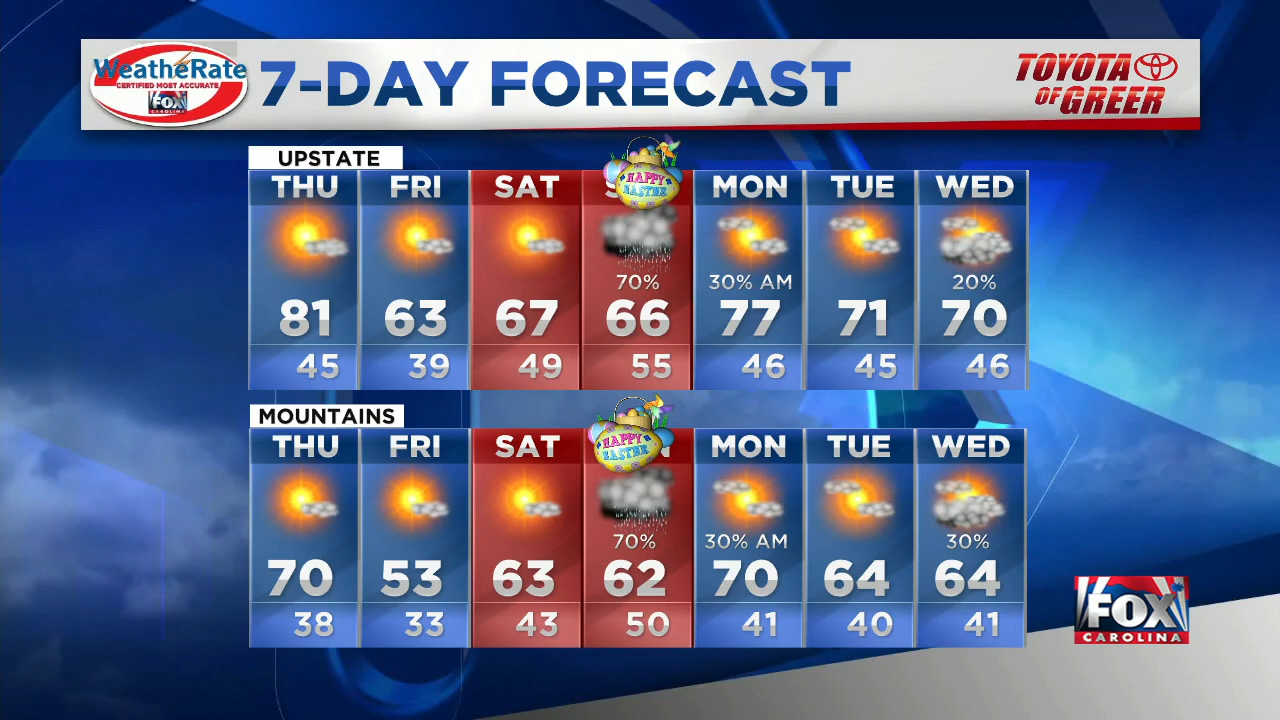 WeatheRate
CERTIFIED MOST ACCURATE
FOX
CAROLINA
7-DAY FORECAST
TOYOTA
OF GREER
UPSTATE
THU FRI SAT MON TUE WED
HAPPY
EASTER
70% 30% AM 20%
81 63 67 66 77 71 70
45 39 49 55 46 45 46
MOUNTAINS
THU FRI SAT N MON TUE WED
HAPPY
EASTER
70% 30% AM 30%
70 53 63 62 70 64 64
38 33 43 50 41 40 41
FOX
CAROLINA